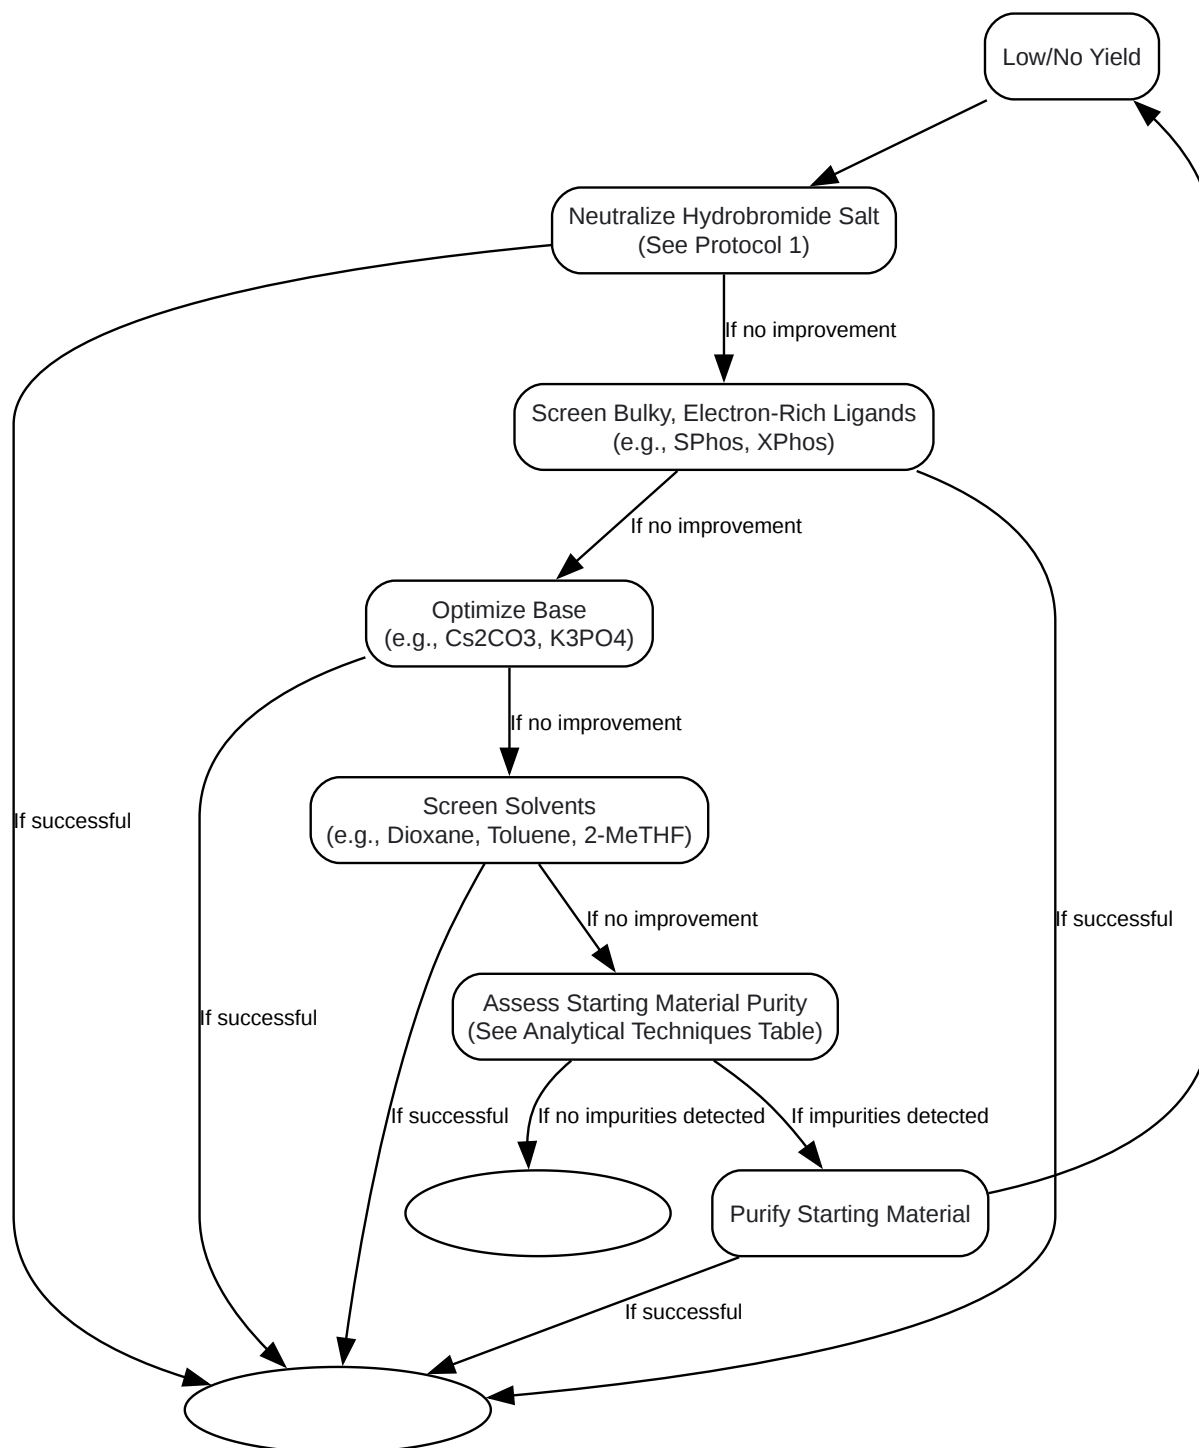 Low/No Yield
Neutralize Hydrobromide Salt
(See Protocol 1)
If no improvement
Screen Bulky, Electron-Rich Ligands
(e.g., SPhos, XPhos)
If no improvement
Optimize Base
(e.g., Cs2CO3, K3PO4)
If no improvement
Screen Solvents
(e.g., Dioxane, Toluene, 2-MeTHF)
If successful
If no improvement
If successful
Assess Starting Material Purity
(See Analytical Techniques Table)
If successful
If successful
If no impurities detected
If impurities detected
Purify Starting Material
If successful